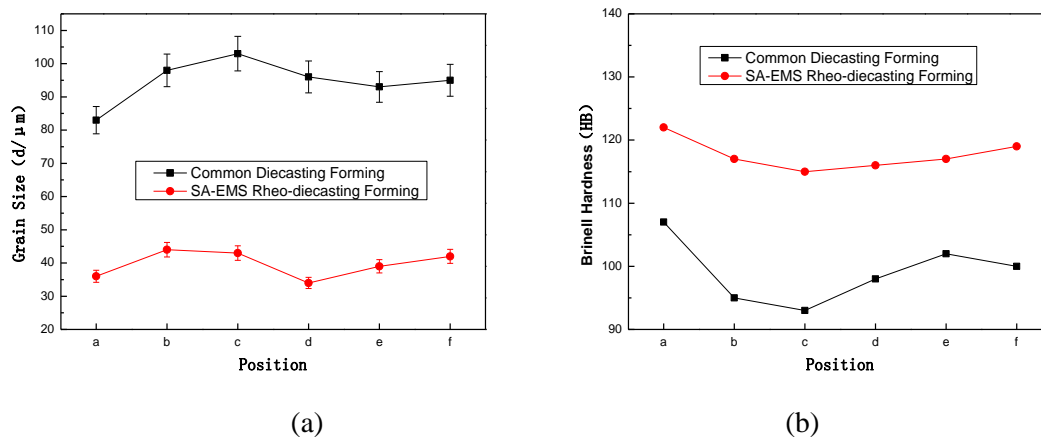 110
100
90
80
70
60
50
40
30
20
Grain Size (d/μm)
Common Diecasting Forming
SA-EMS Rheo-diecasting Forming
a b c d e f
Position
(a)
140
130
120
110
100
90
Brinell Hardness (HB)
Common Diecasting Forming
SA-EMS Rheo-diecasting Forming
a b c d e f
Position
(b)